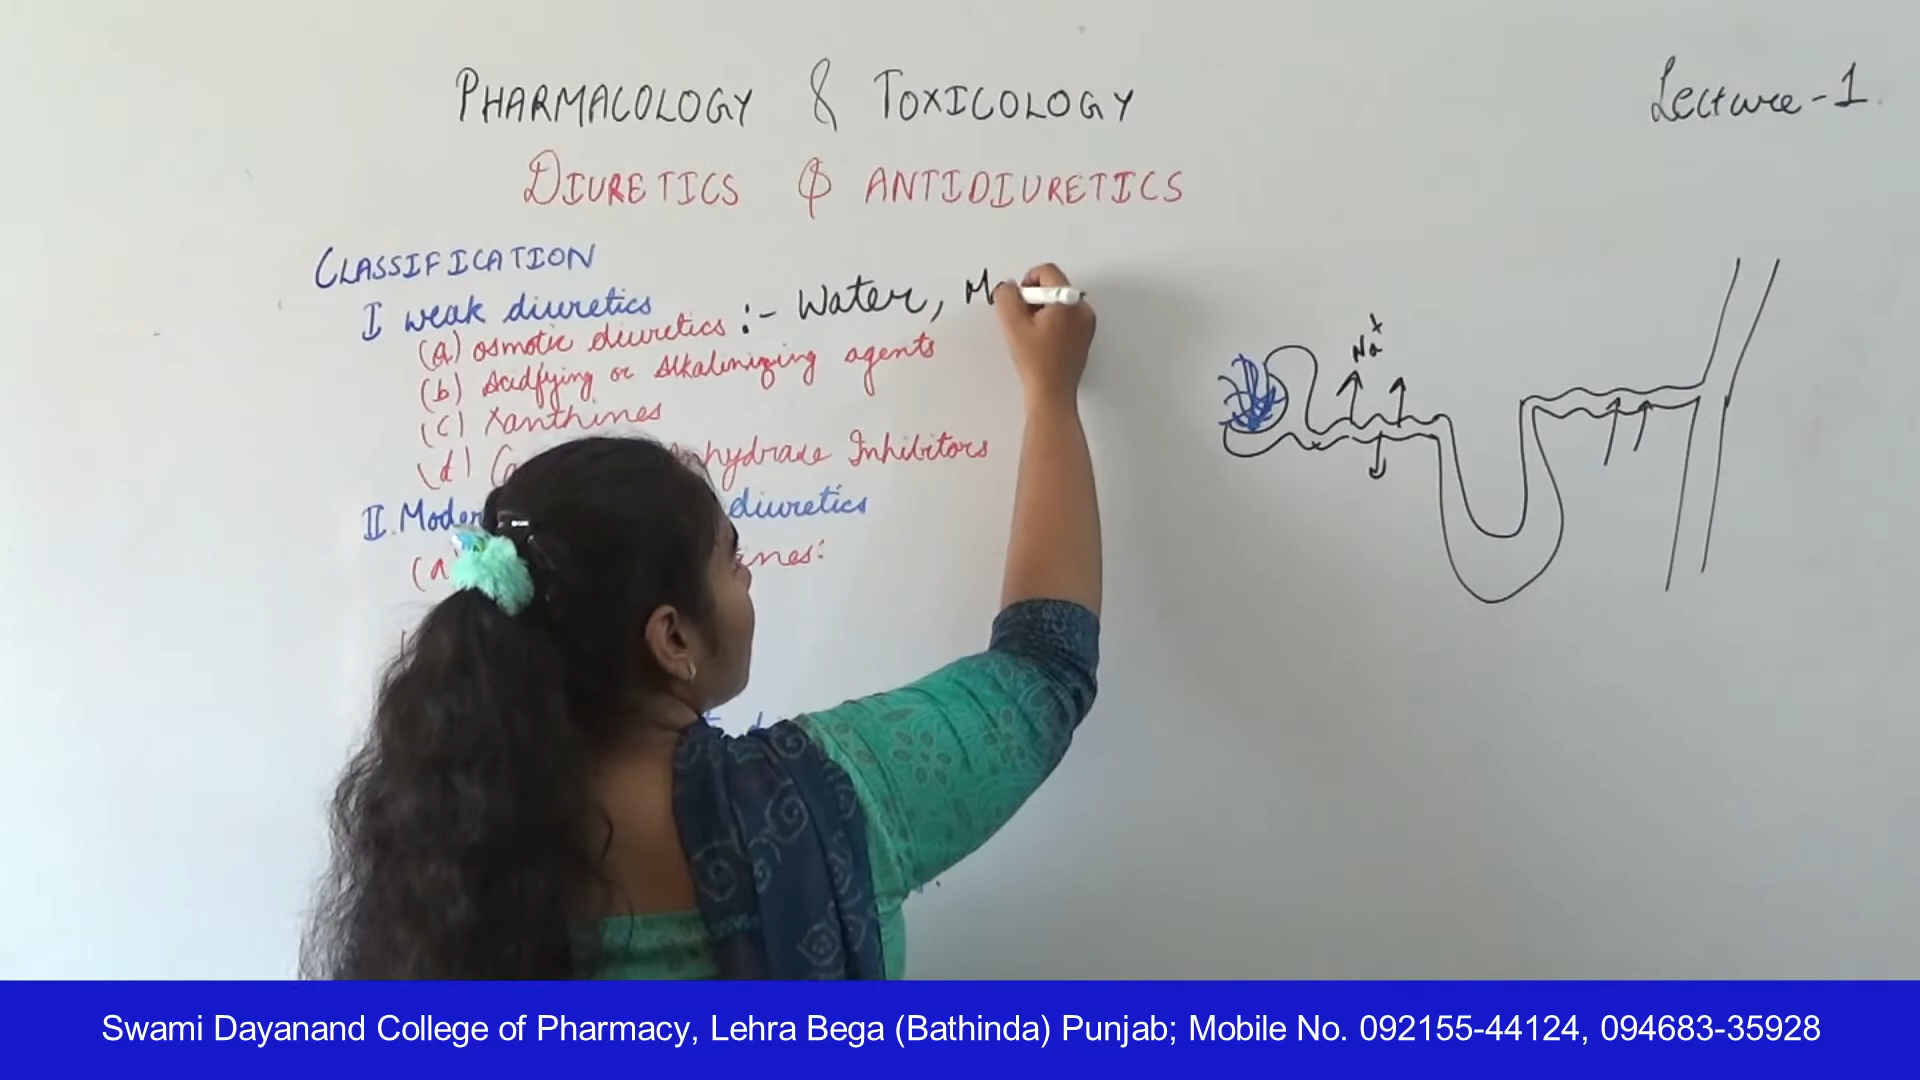 PHARMACOLOGY & TOXICOLOGY
Lecture-1
DIURETICS & ANTIDIURETICS
CLASSIFICATION
I weak diuretics
(a) osmotic diuretics :- Water, M
(b) Acidfying or Alkalinizing agents
(c) Xanthines
(d) Inhibitors
II. diuretics
(a)
Na+
Swami Dayanand College of Pharmacy, Lehra Bega (Bathinda) Punjab; Mobile No. 092155-44124, 094683-35928